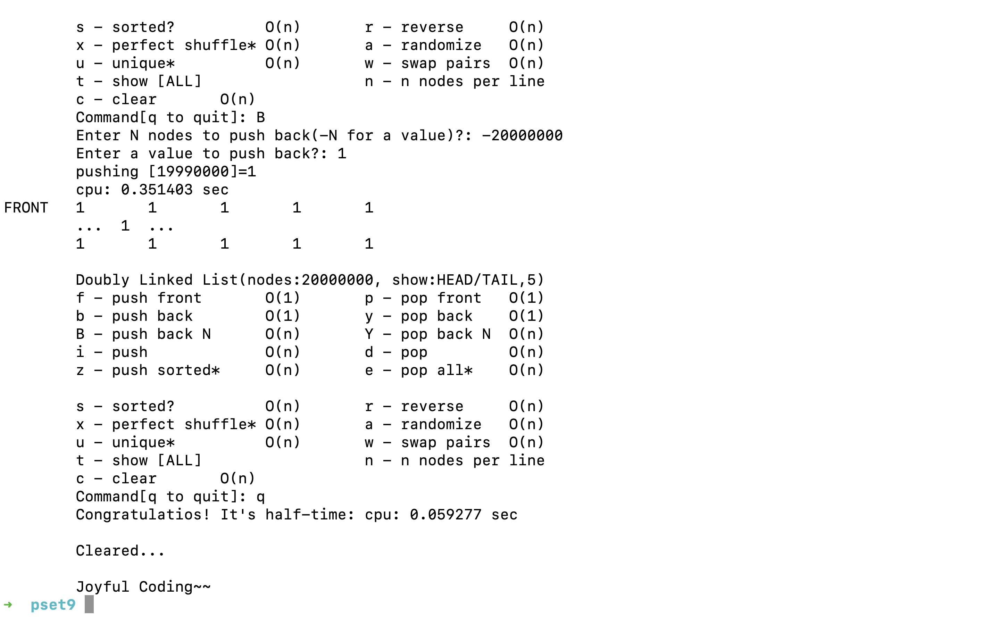 s - sorted?          O(n)       r - reverse     O(n)
x - perfect shuffle* O(n)       a - randomize   O(n)
u - unique*          O(n)       w - swap pairs  O(n)
t - show [ALL]                  n - n nodes per line
c - clear       O(n)
Command[q to quit]: B
Enter N nodes to push back(-N for a value)?: -20000000
Enter a value to push back?: 1
pushing [19990000]=1
cpu: 0.351403 sec
FRONT   1       1       1       1       1
...  1  ...
1       1       1       1       1
Doubly Linked List(nodes:20000000, show:HEAD/TAIL,5)
f - push front       O(1)       p - pop front   O(1)
b - push back        O(1)       y - pop back    O(1)
B - push back N      O(n)       Y - pop back N  O(n)
i - push             O(n)       d - pop         O(n)
z - push sorted*     O(n)       e - pop all*    O(n)
s - sorted?          O(n)       r - reverse     O(n)
x - perfect shuffle* O(n)       a - randomize   O(n)
u - unique*          O(n)       w - swap pairs  O(n)
t - show [ALL]                  n - n nodes per line
c - clear       O(n)
Command[q to quit]: q
Congratulatios! It's half-time: cpu: 0.059277 sec
Cleared...
Joyful Coding~~
➜  pset9